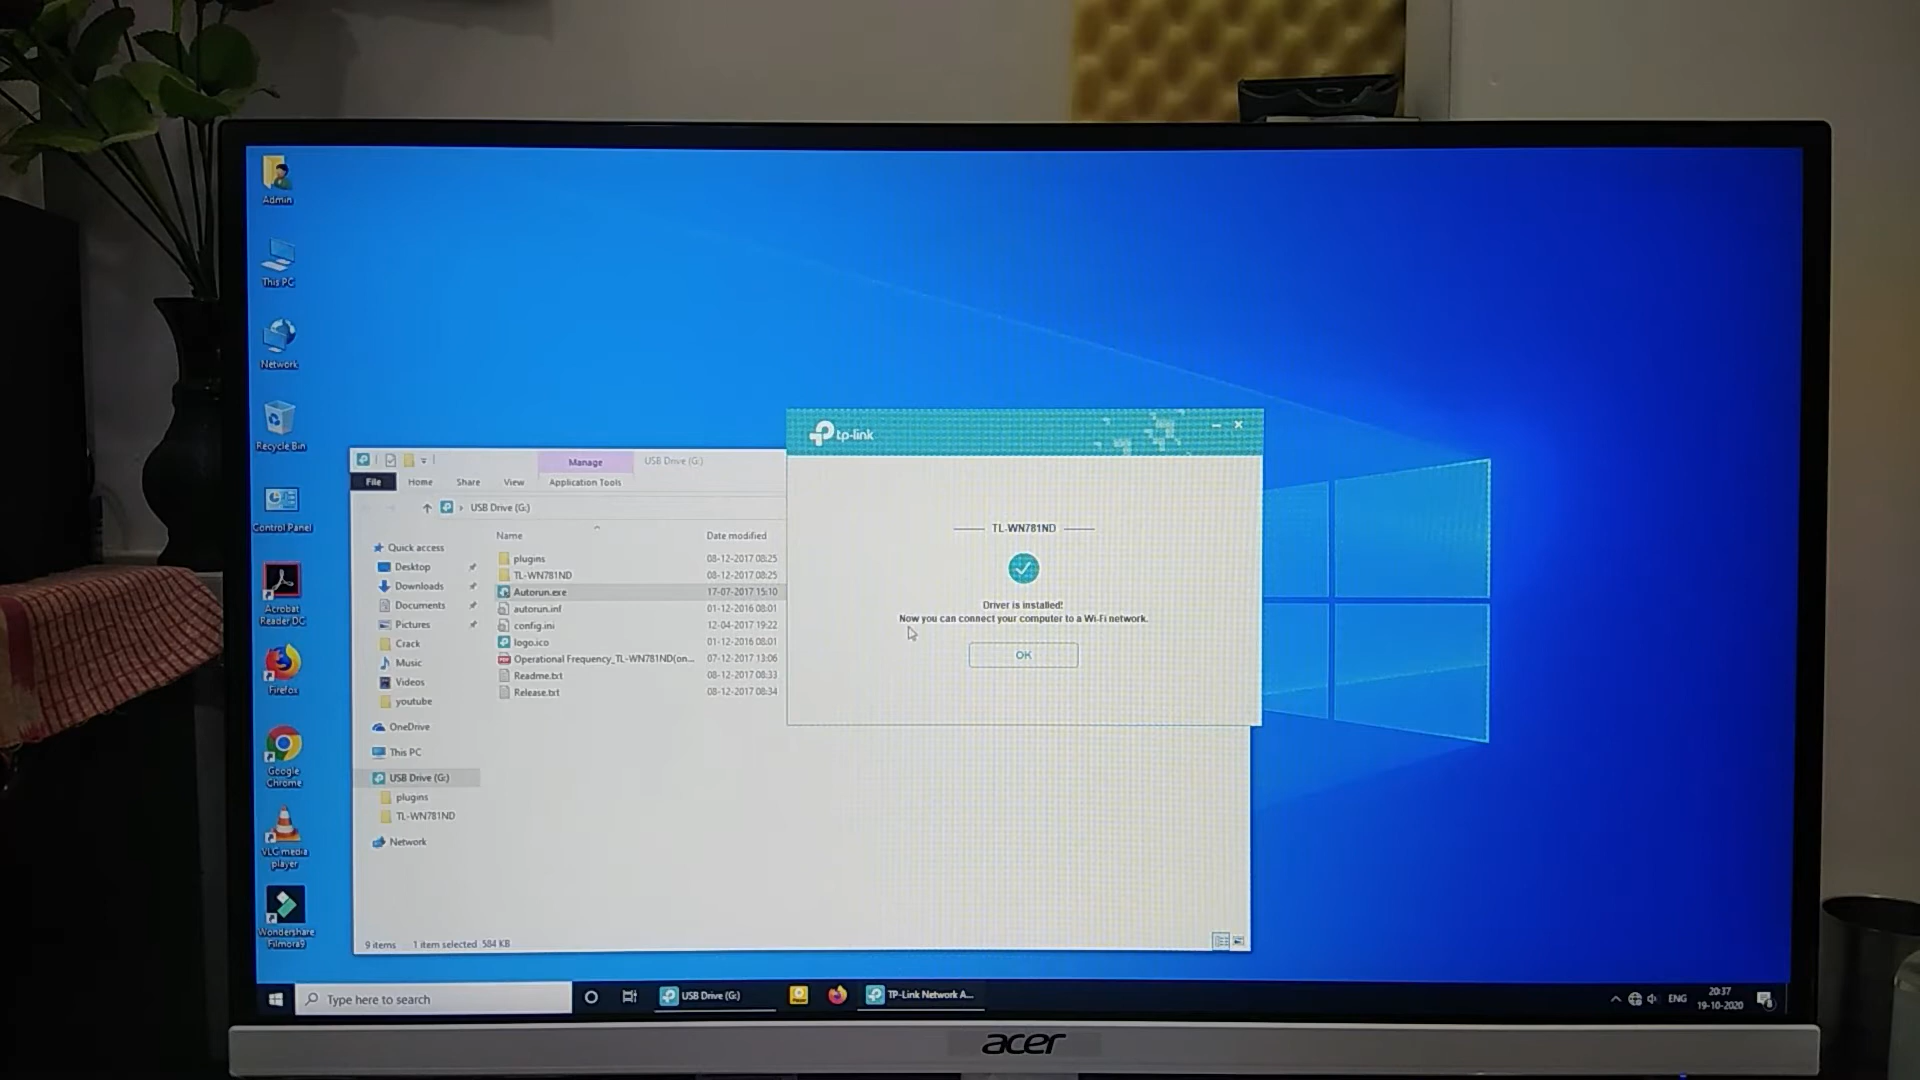 Admin
This PC
Network
Recycle Bin
Control Panel
Acrobat
Reader DC
Firefox
Google
Chrome
VLC media
player
Wondershare
Filmora9
Manage
USB Drive (G:)
File
Home
Share
View
Application Tools
USB Drive (G:)
Name
Date modified
Quick access
Desktop
Downloads
Documents
Pictures
Crack
Music
Videos
youtube
OneDrive
This PC
USB Drive (G:)
plugins
TL-WN781ND
Network
plugins 08-12-2017 08:25
TL-WN781ND 08-12-2017 08:25
Autorun.exe 17-07-2017 15:10
autorun.inf 01-12-2016 08:01
config.ini 12-04-2017 19:22
logo.ico 01-12-2016 08:01
Operational Frequency_TL-WN781ND(on... 07-12-2017 13:06
Readme.txt 08-12-2017 08:33
Release.txt 08-12-2017 08:34
9 items 1 item selected 584 KB
tp-link
TL-WN781ND
Driver is installed!
Now you can connect your computer to a Wi-Fi network.
OK
Type here to search
USB Drive (G:)
TP-Link Network A...
ENG
20:37
19-10-2020
acer